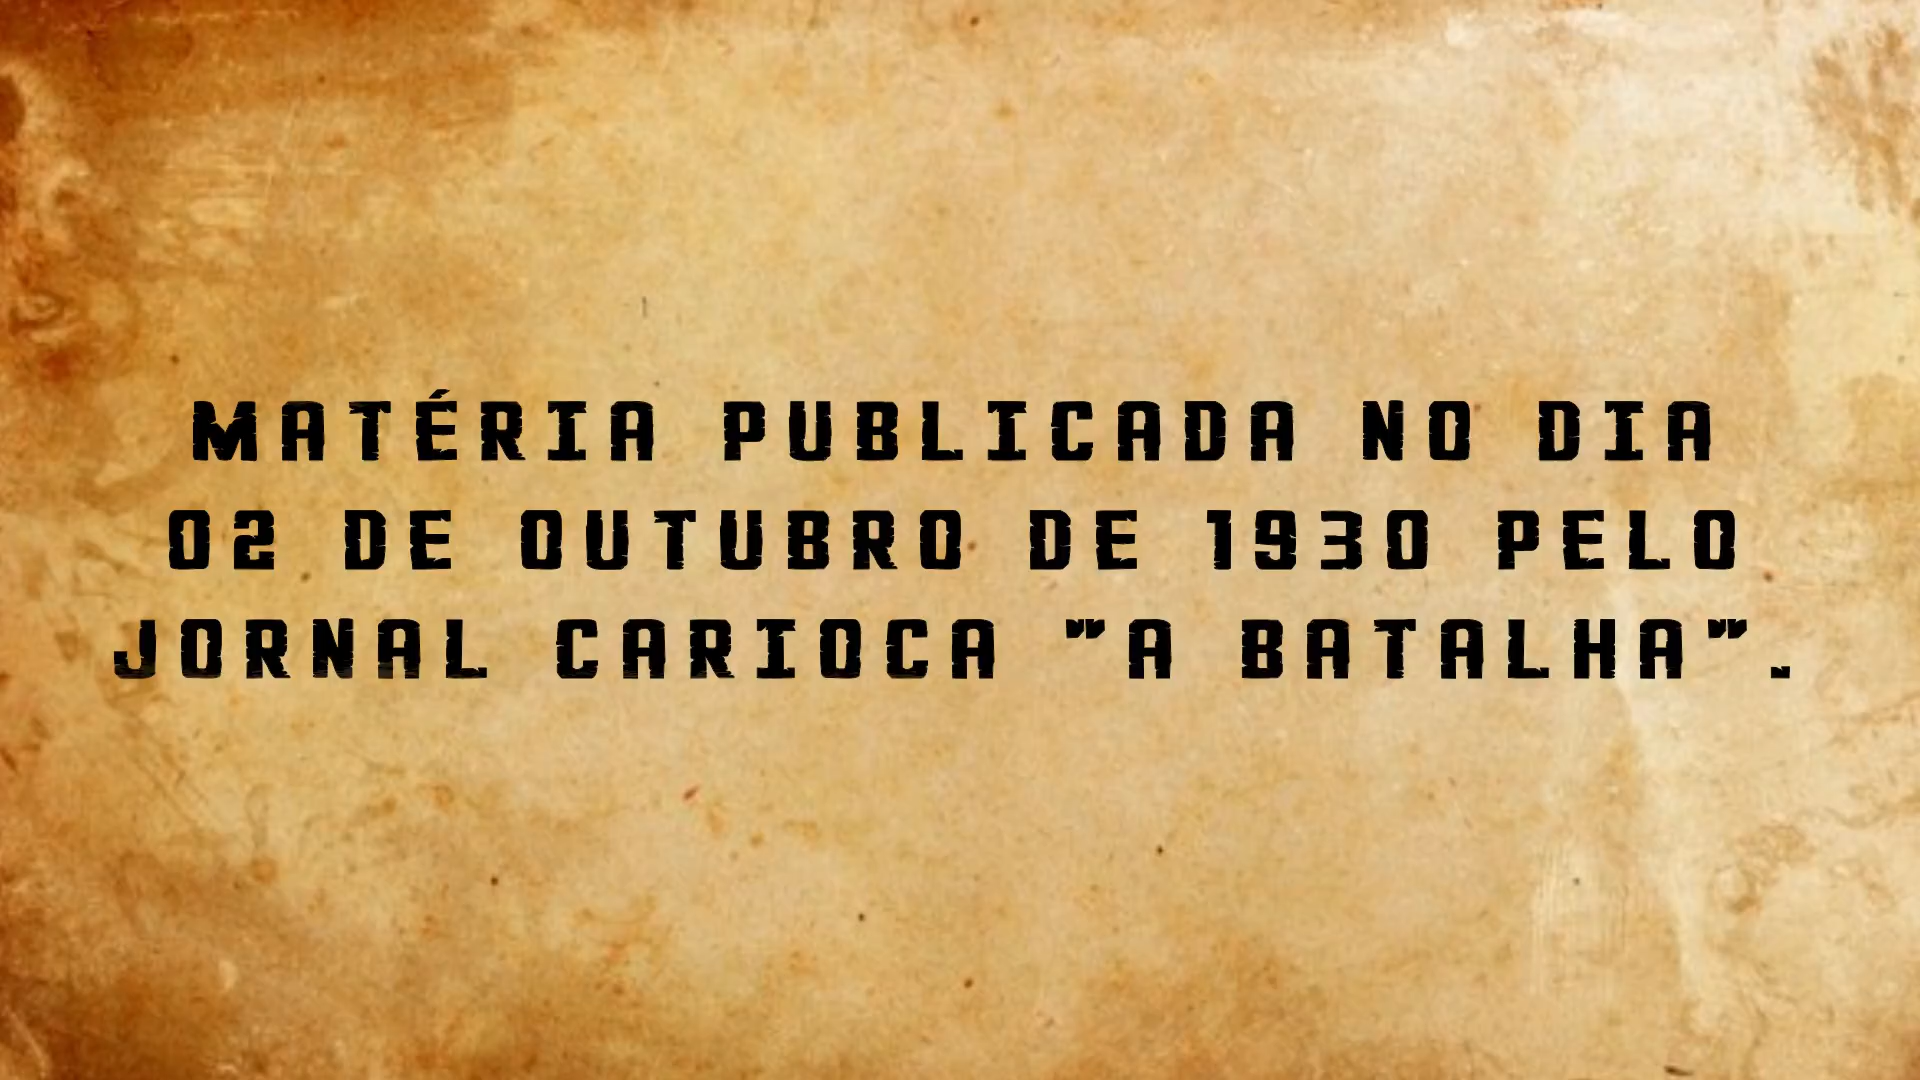 MATÉRIA PUBLICADA NO DIA
02 DE OUTUBRO DE 1930 PELO
JORNAL CARIOCA "A BATALHA".